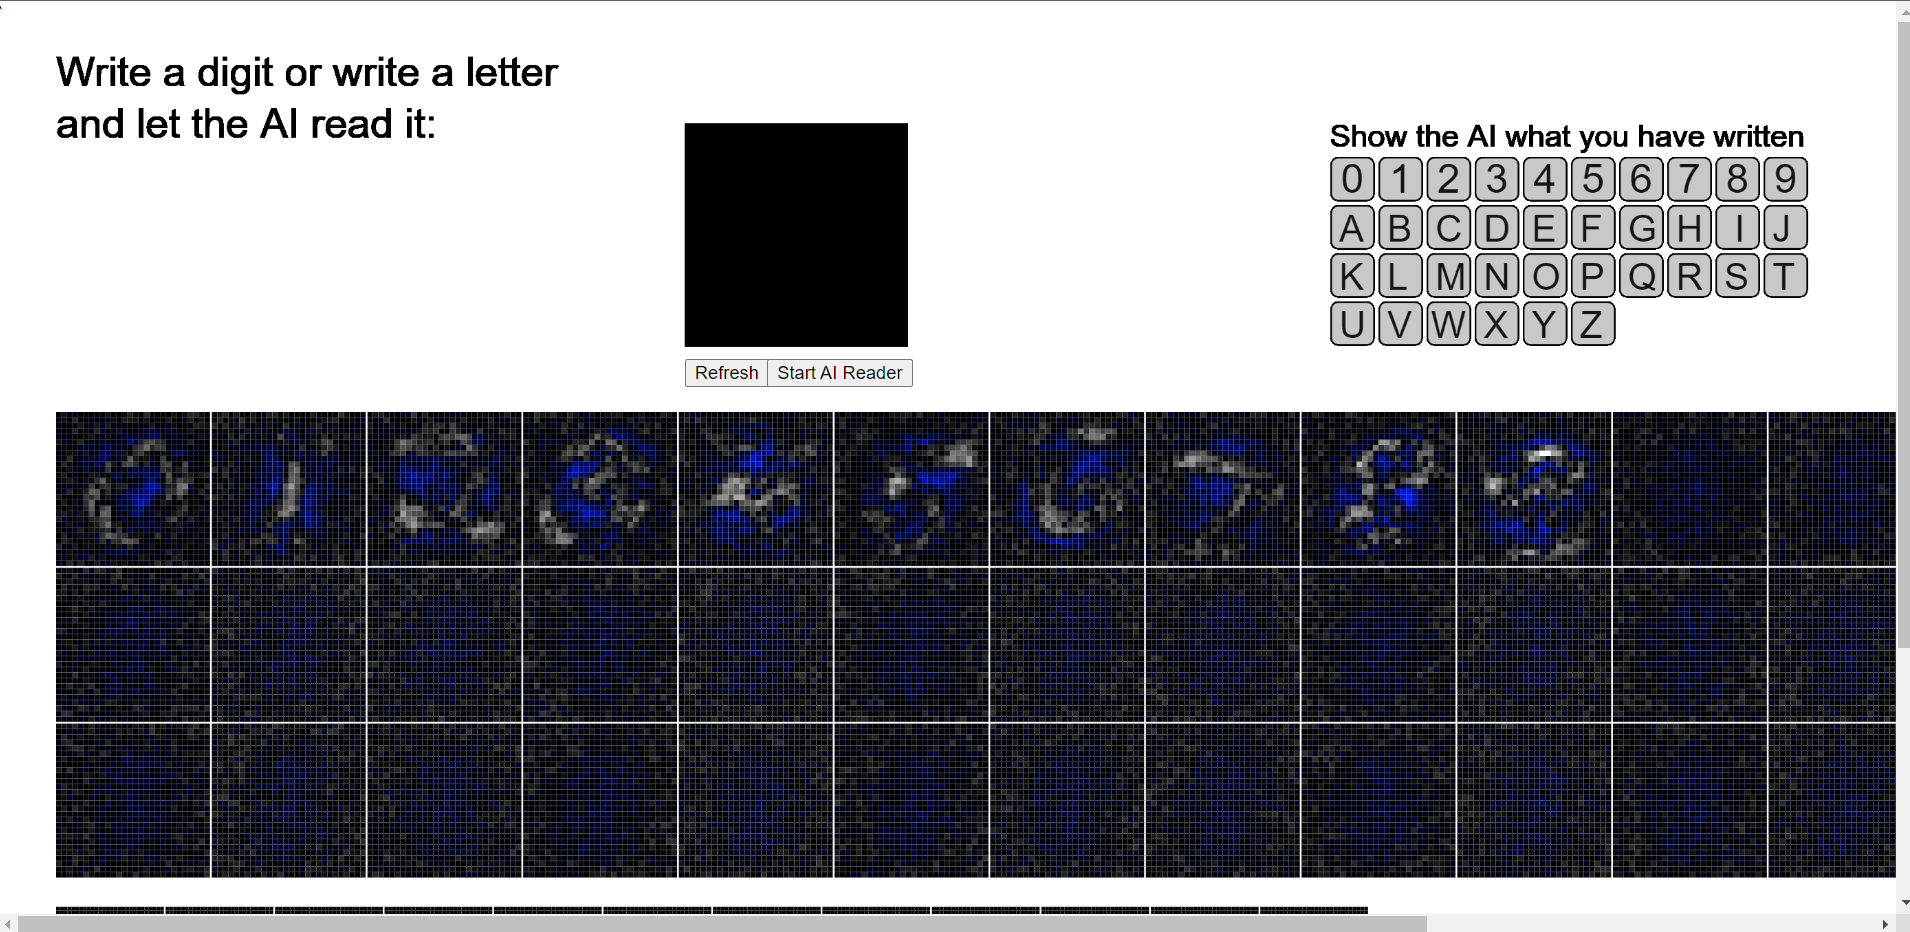 Write a digit or write a letter
and let the AI read it:
Show the AI what you have written
0 1 2 3 4 5 6 7 8 9
A B C D E F G H I J
K L M N O P Q R S T
U V W X Y Z
Refresh Start AI Reader